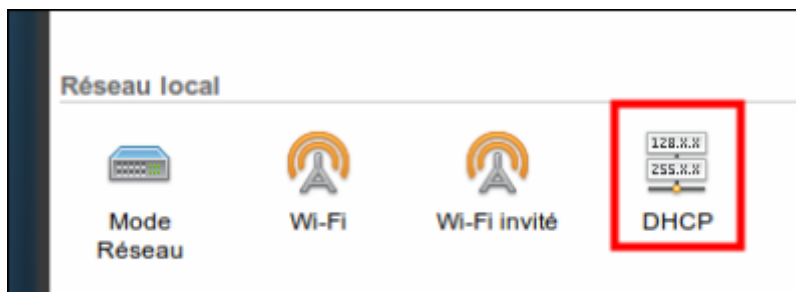 Réseau local
128.X.X
255.X.X
Mode Wi-Fi Wi-Fi invité DHCP
Réseau